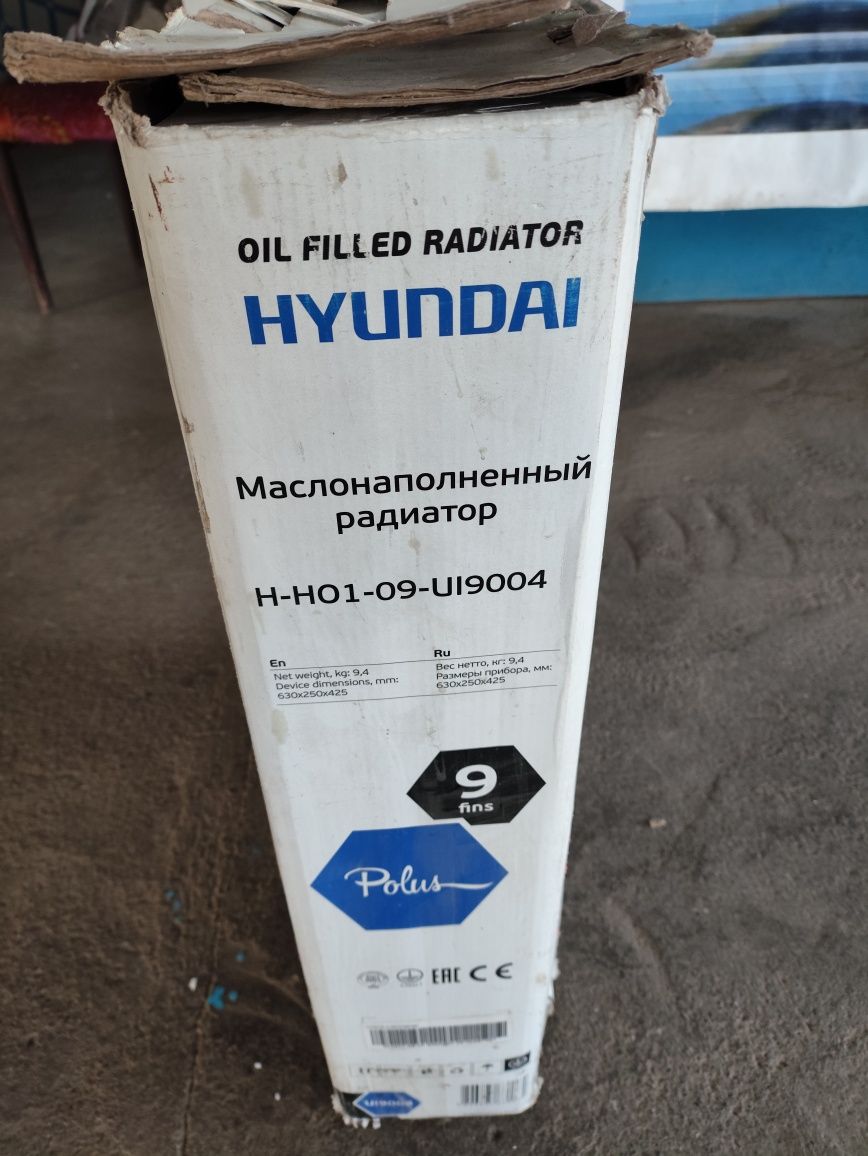 OIL FILLED RADIATOR
HYUNDAI
Маслонаполненный
радиатор
H-HO1-09-UI9004
En
Net weight, kg: 9,4
Device dimensions, mm:
630x250x425
Ru
Вес нетто, кг: 9,4
Размеры прибора, мм:
630x250x425
9
fins
Polus
EAC CE